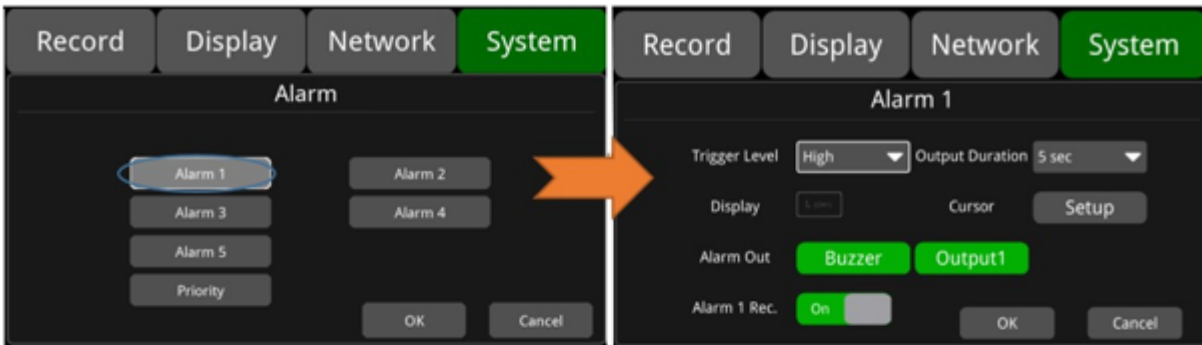 Record Display Network System
Alarm
Alarm 1 Alarm 2
Alarm 3 Alarm 4
Alarm 5
Priority
OK Cancel
Record Display Network System
Alarm 1
Trigger Level High Output Duration 5 sec
Display Cursor Setup
Alarm Out Buzzer Output1
Alarm 1 Rec. On
OK Cancel